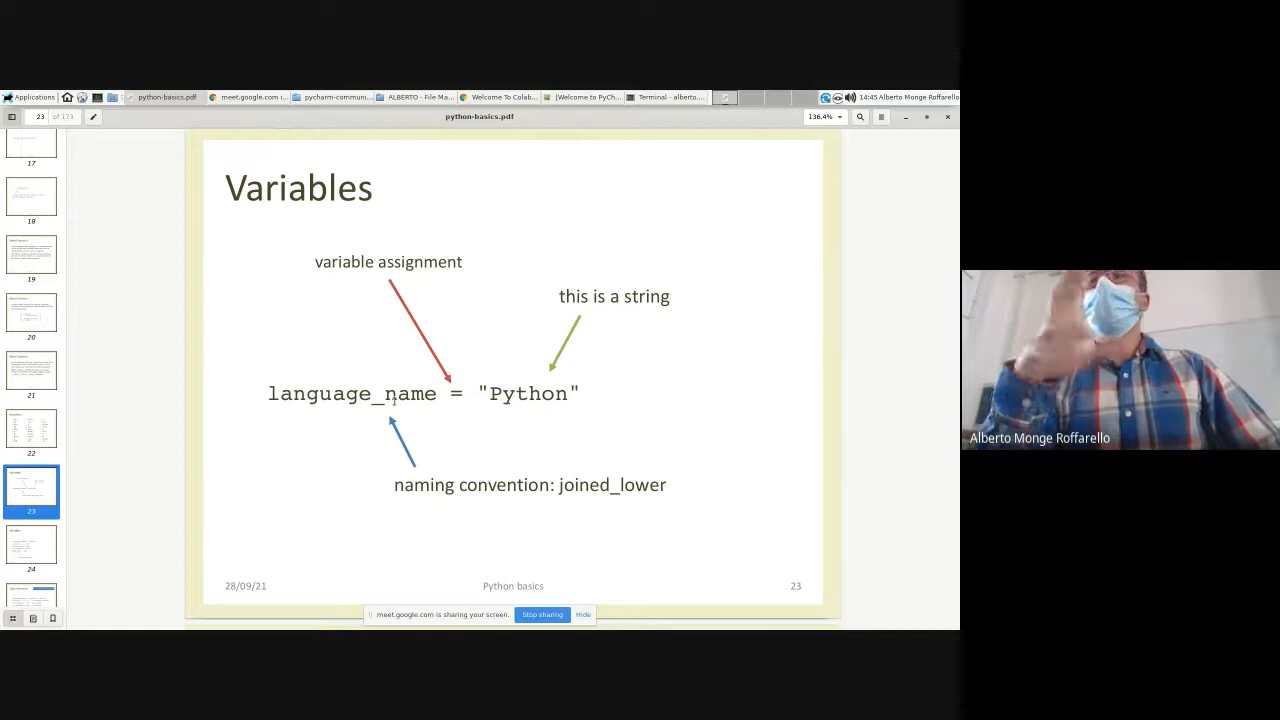 Applications
python-basics.pdf
meet.google.com i...
pycharm-communi...
ALBERTO - File Ma...
Welcome To Colab...
[Welcome to PyCh...
Terminal - alberto....
14:45 Alberto Monge Roffarello
23 of 173
python-basics.pdf
136.4%
17
18
19
20
21
22
23
24
Variables
variable assignment
this is a string
language_name = "Python"
naming convention: joined_lower
28/09/21
Python basics
23
meet.google.com is sharing your screen.
Stop sharing
Hide
Alberto Monge Roffarello